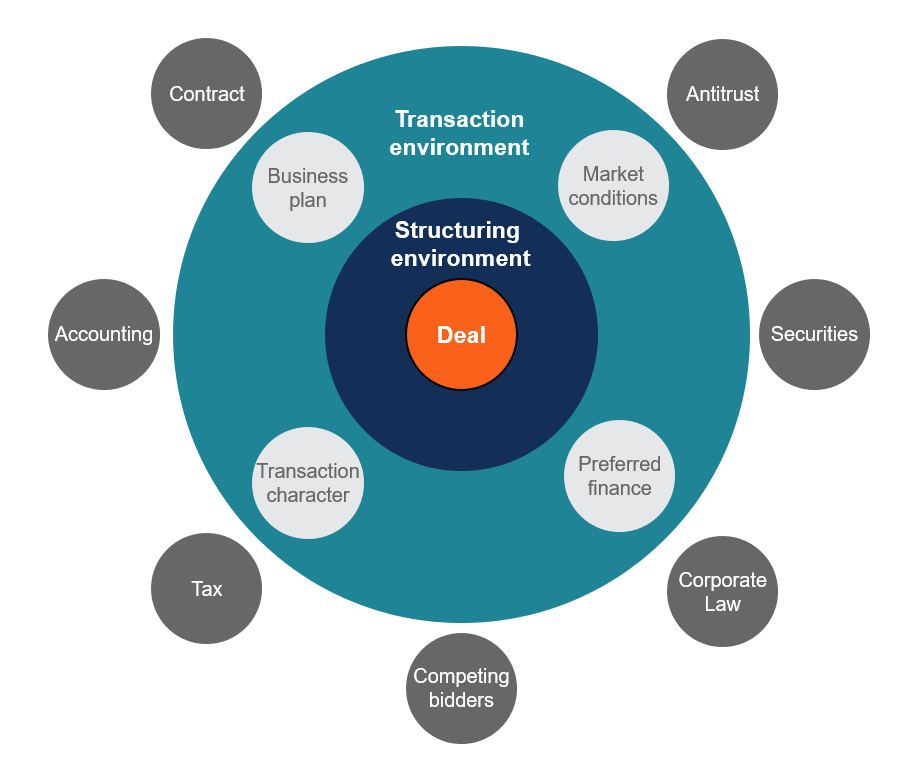 Contract
Antitrust
Transaction
environment
Business
plan
Market
conditions
Structuring
environment
Accounting
Deal
Securities
Transaction
character
Preferred
finance
Tax
Corporate
Law
Competing
bidders